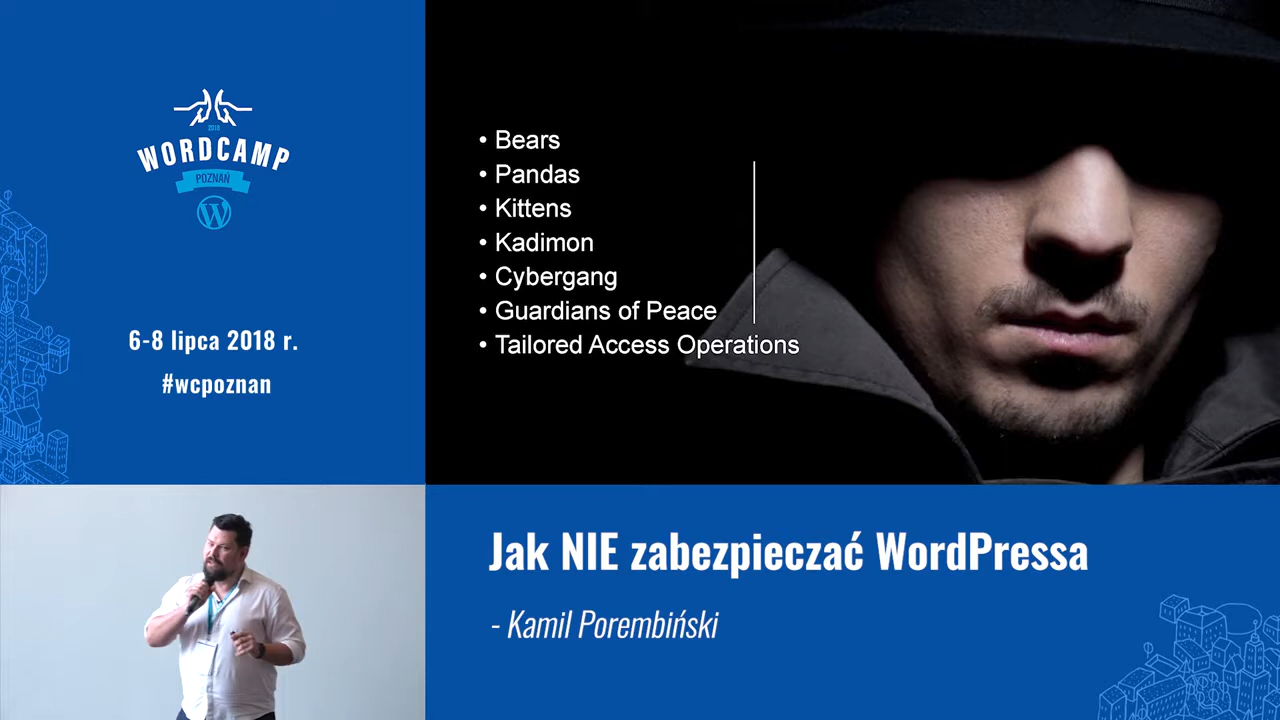 2018
WORDCAMP
POZNAŃ
6-8 lipca 2018 r.
#wcpoznan
• Bears
• Pandas
• Kittens
• Kadimon
• Cybergang
• Guardians of Peace
• Tailored Access Operations
Jak NIE zabezpieczać WordPressa
- Kamil Porembiński